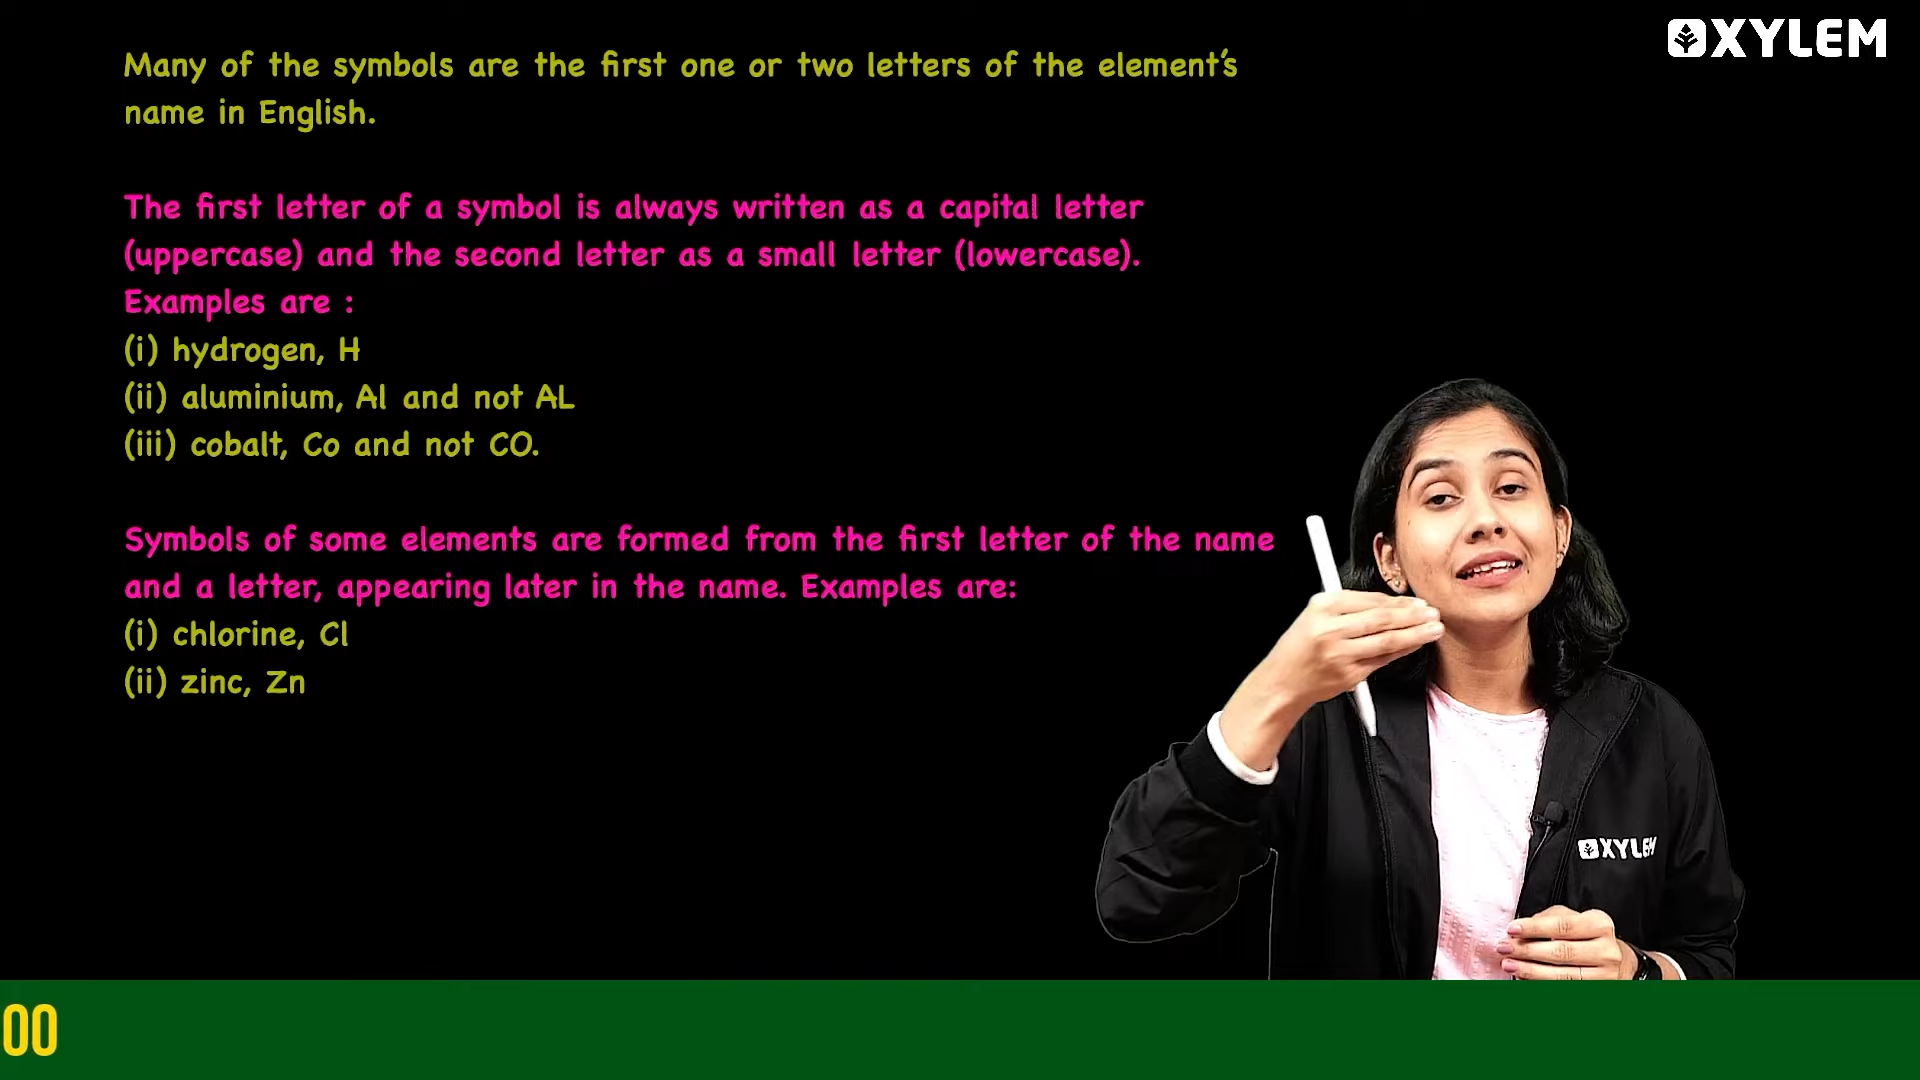 XYLEM
Many of the symbols are the first one or two letters of the element's
name in English.
The first letter of a symbol is always written as a capital letter
(uppercase) and the second letter as a small letter (lowercase).
Examples are :
(i) hydrogen, H
(ii) aluminium, Al and not AL
(iii) cobalt, Co and not CO.
Symbols of some elements are formed from the first letter of the name
and a letter, appearing later in the name. Examples are:
(i) chlorine, Cl
(ii) zinc, Zn
XYLEM
00